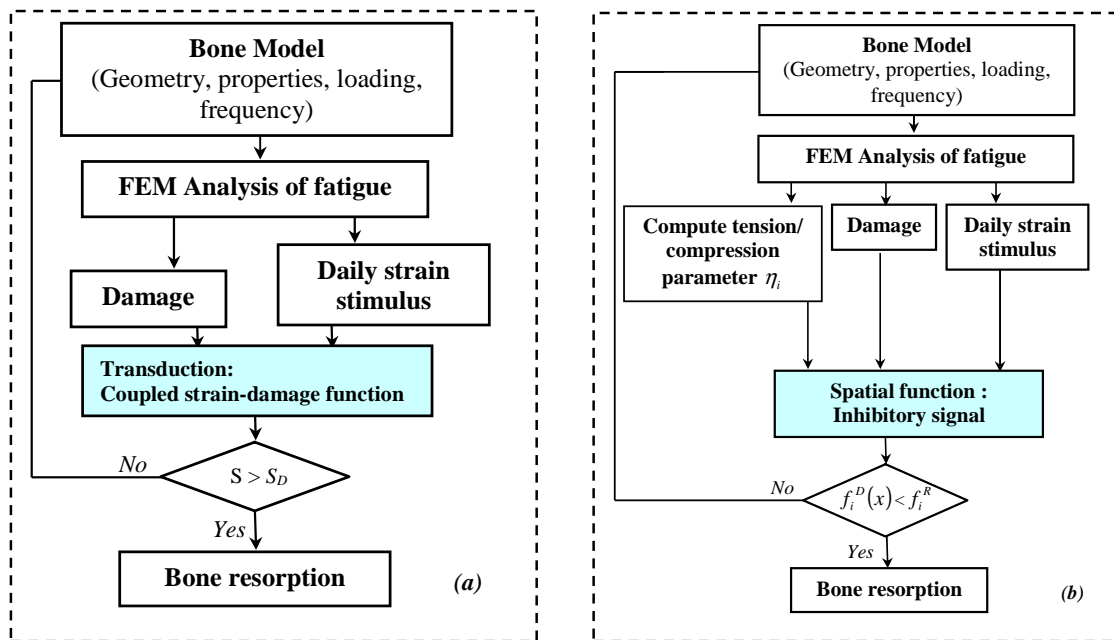 Bone Model
(Geometry, properties, loading,
frequency)
FEM Analysis of fatigue
Damage
Daily strain
stimulus
Transduction:
Coupled strain-damage function
No
S > S_D
Yes
Bone resorption
(a)
Bone Model
(Geometry, properties, loading,
frequency)
FEM Analysis of fatigue
Compute tension/
compression
parameter η_i
Damage
Daily strain
stimulus
Spatial function :
Inhibitory signal
No
f_i^D(x) < f_i^R
Yes
Bone resorption
(b)